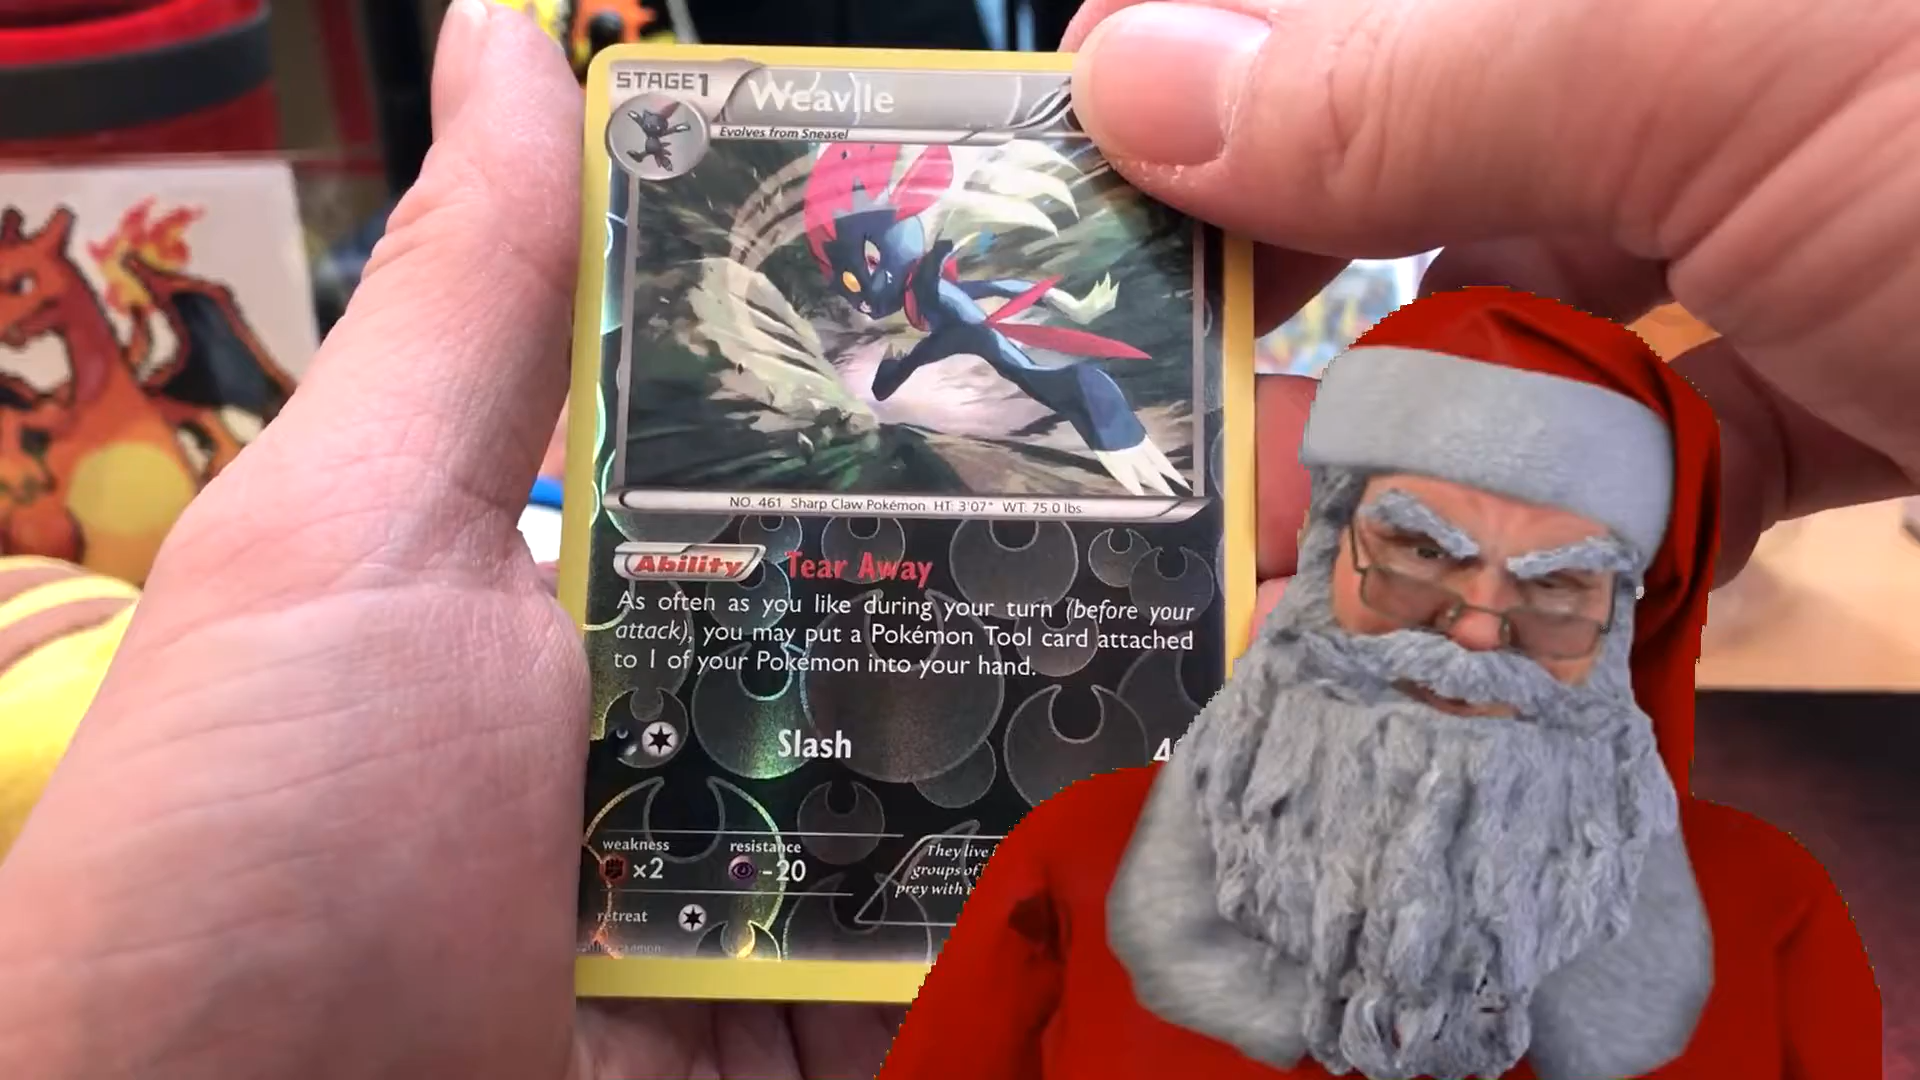 STAGE1
Weavile
Evolves from Sneasel
NO. 461 Sharp Claw Pokémon HT: 3'07" WT: 75.0 lbs.
Ability Tear Away
As often as you like during your turn (before your
attack), you may put a Pokémon Tool card attached
to 1 of your Pokémon into your hand.
Slash
weakness
×2
resistance
-20
They live
groups of
prey with
retreat